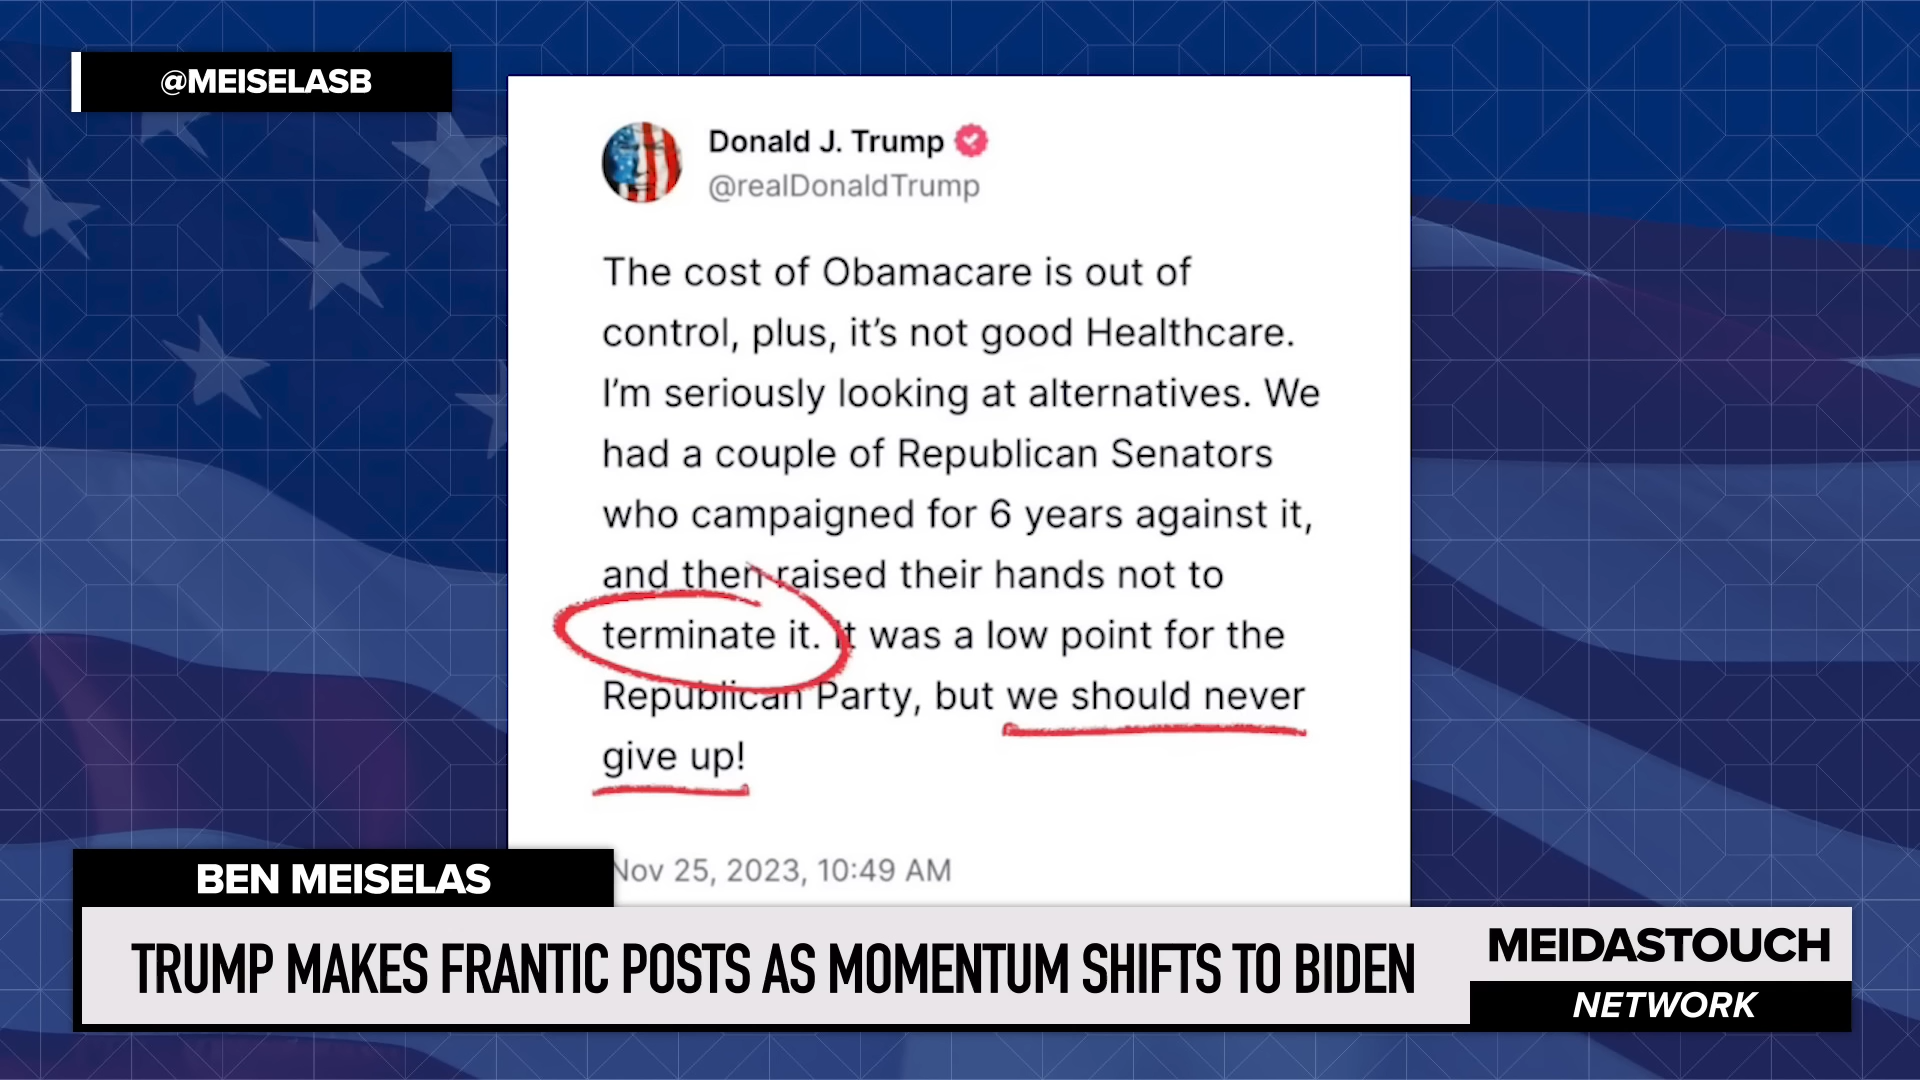 @MEISELASB
Donald J. Trump
@realDonaldTrump
The cost of Obamacare is out of
control, plus, it’s not good Healthcare.
I’m seriously looking at alternatives. We
had a couple of Republican Senators
who campaigned for 6 years against it,
and then raised their hands not to
terminate it. It was a low point for the
Republican Party, but we should never
give up!
Nov 25, 2023, 10:49 AM
BEN MEISELAS
TRUMP MAKES FRANTIC POSTS AS MOMENTUM SHIFTS TO BIDEN
MEIDASTOUCH
NETWORK